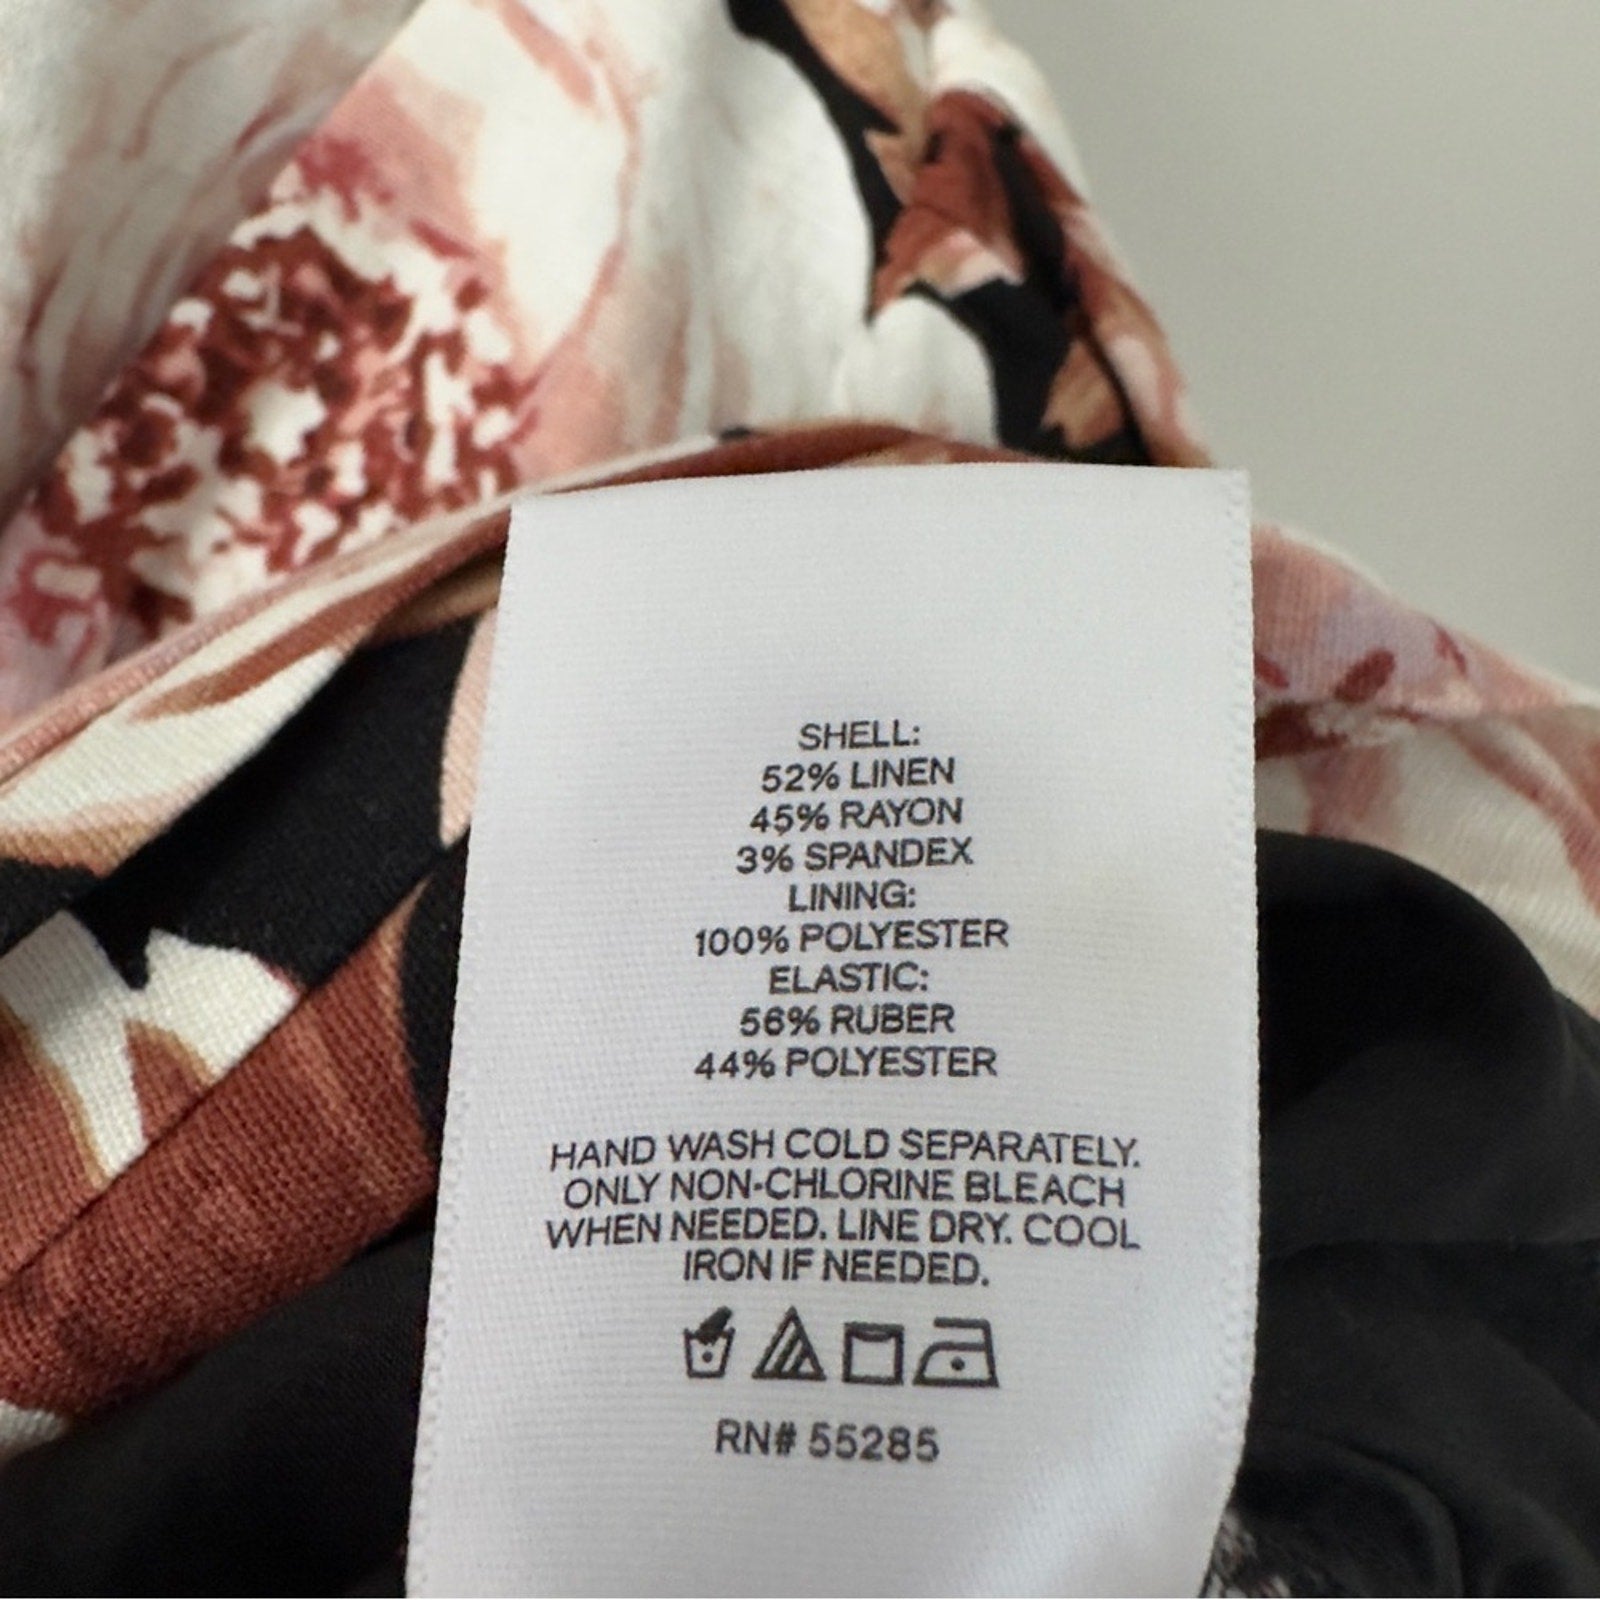 SHELL:
52% LINEN
45% RAYON
3% SPANDEX
LINING:
100% POLYESTER
ELASTIC:
56% RUBER
44% POLYESTER
HAND WASH COLD SEPARATELY.
ONLY NON-CHLORINE BLEACH
WHEN NEEDED. LINE DRY. COOL
IRON IF NEEDED.
RN# 55285